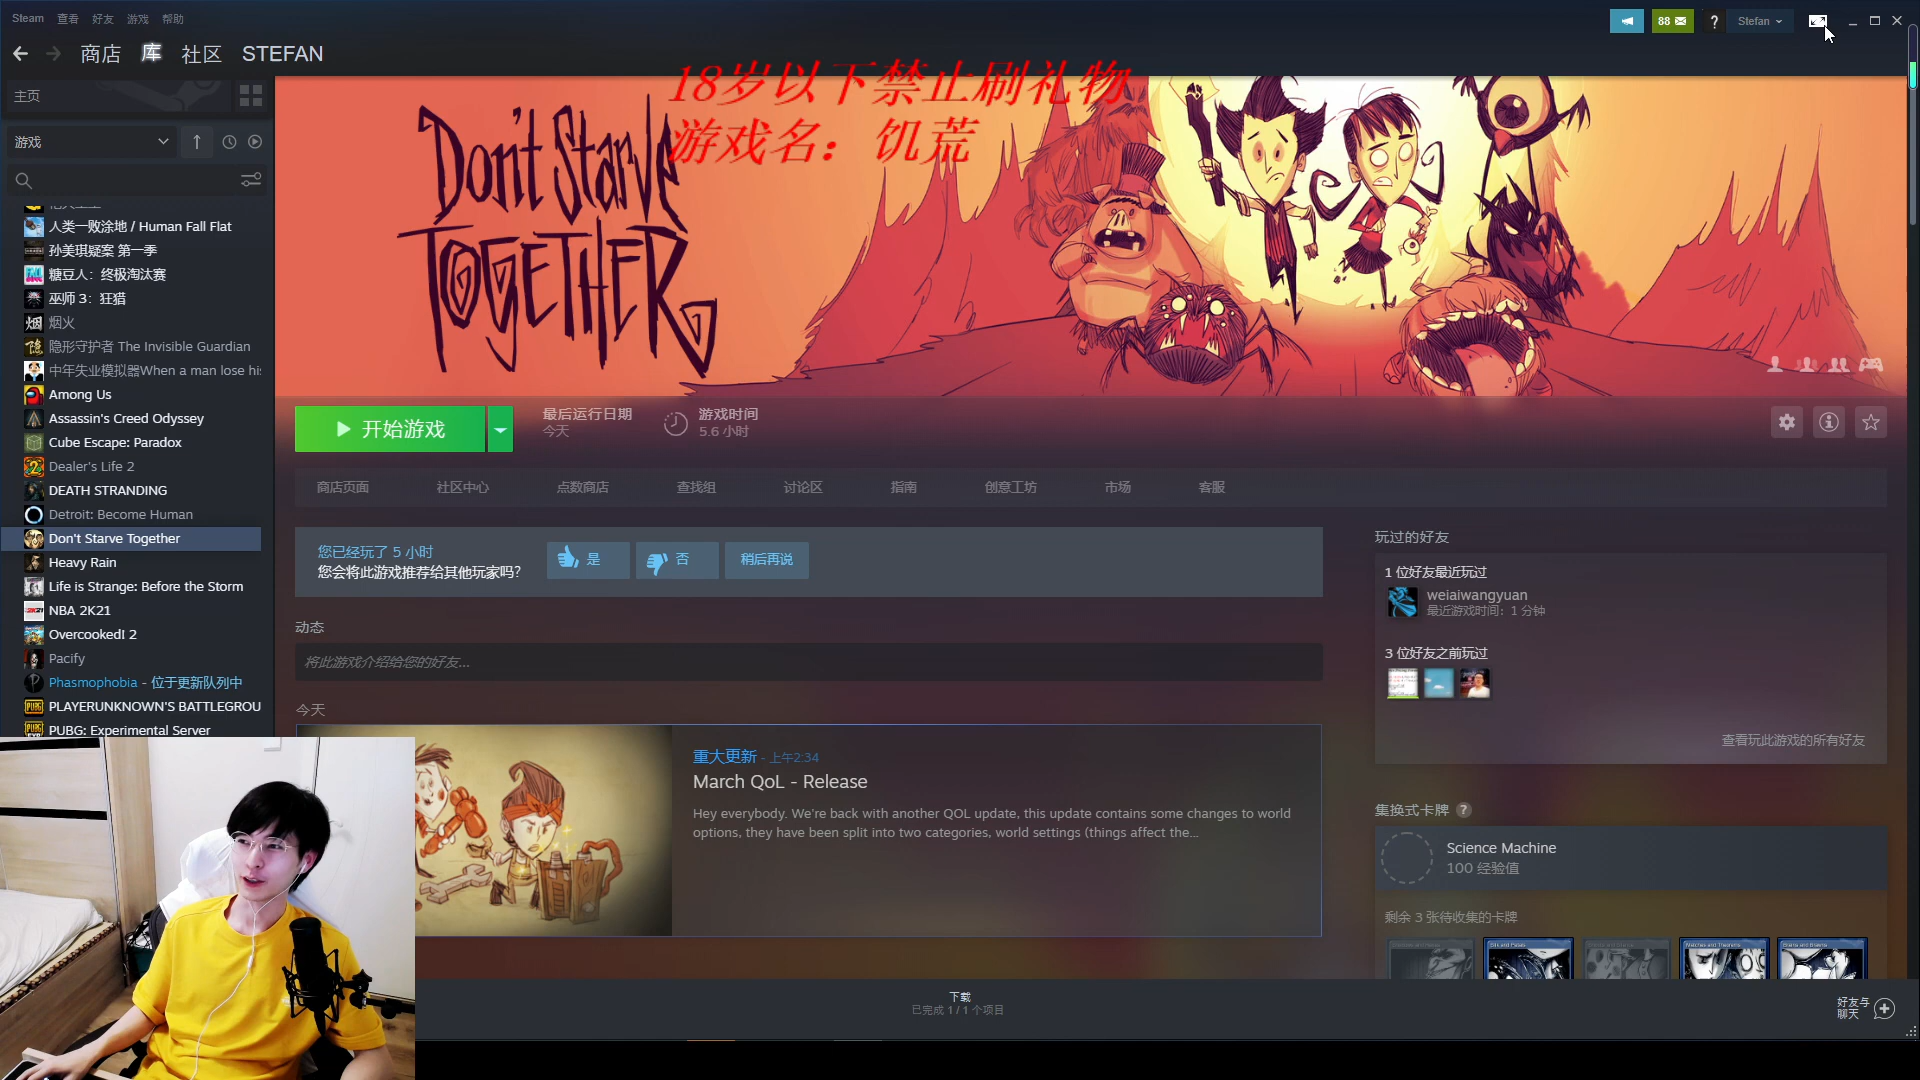 Steam 查看 好友 游戏 帮助
88 ? Stefan
商店 库 社区 STEFAN
18岁以下禁止刷礼物
游戏名：饥荒
Don't Starve
TOGETHER
主页
游戏
人类一败涂地 / Human Fall Flat
孙美琪疑案 第一季
糖豆人：终极淘汰赛
巫师 3：狂猎
烟火
隐形守护者 The Invisible Guardian
中年失业模拟器When a man lose his
Among Us
Assassin's Creed Odyssey
Cube Escape: Paradox
Dealer's Life 2
DEATH STRANDING
Detroit: Become Human
Don't Starve Together
Heavy Rain
Life is Strange: Before the Storm
NBA 2K21
Overcooked! 2
Pacify
Phasmophobia - 位于更新队列中
PLAYERUNKNOWN'S BATTLEGROU
PUBG: Experimental Server
开始游戏
最后运行日期
今天
游戏时间
5.6 小时
商店页面 社区中心 点数商店 查找组 讨论区 指南 创意工坊 市场 客服
您已经玩了 5 小时
您会将此游戏推荐给其他玩家吗？
是 否 稍后再说
动态
将此游戏介绍给您的好友...
今天
重大更新 - 上午2:34
March QoL - Release
Hey everybody. We're back with another QOL update, this update contains some changes to world
options, they have been split into two categories, world settings (things affect the...
玩过的好友
1 位好友最近玩过
weiaiwangyuan
最近游戏时间：1 分钟
3 位好友之前玩过
查看玩此游戏的所有好友
集换式卡牌 ?
Science Machine
100 经验值
剩余 3 张待收集的卡牌
下载
已完成 1 / 1 个项目
好友与
聊天